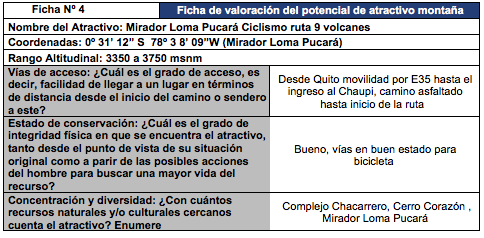 Ficha Nº 4
Ficha de valoración del potencial de atractivo montaña
Nombre del Atractivo: Mirador Loma Pucará Ciclismo ruta 9 volcanes
Coordenadas: 0º 31’ 12” S 78º 3’ 8’ 09”W (Mirador Loma Pucará)
Rango Altitudinal: 3350 a 3750 msnm
Vías de acceso: ¿Cuál es el grado de acceso, es
decir, facilidad de llegar a un lugar en términos
de distancia desde el inicio del camino o sendero
a este?
Desde Quito movilidad por E35 hasta el
ingreso al Chaupi, camino asfaltado
hasta inicio de la ruta
Estado de conservación: ¿Cuál es el grado de
integridad física en que se encuentra el atractivo,
tanto desde el punto de vista de su situación
original como a parir de las posibles acciones
del hombre para buscar una mayor vida del
recurso?
Bueno, vías en buen estado para
bicicleta
Concentración y diversidad: ¿Con cuántos
recursos naturales y/o culturales cercanos
cuenta el atractivo? Enumere
Complejo Chacarrero, Cerro Corazón ,
Mirador Loma Pucará